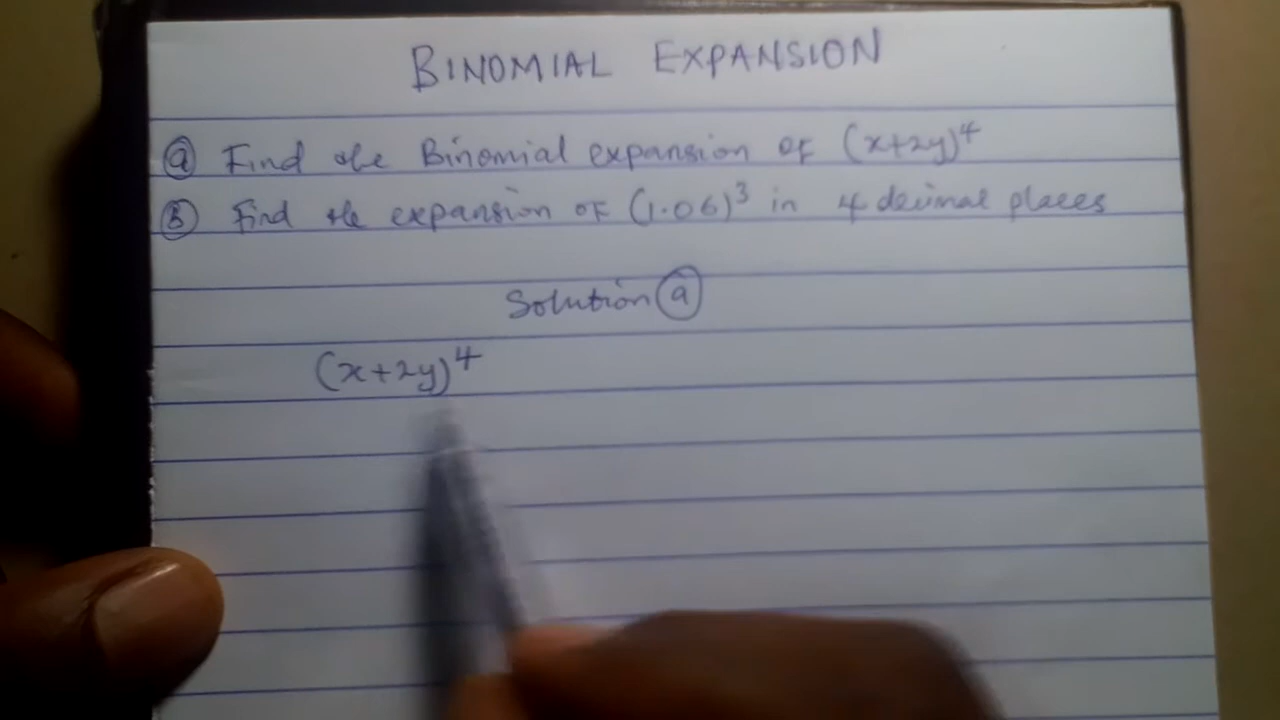 BINOMIAL EXPANSION
ⓐ Find the Binomial expansion of (x+2y)⁴
ⓑ Find the expansion of (1.06)³ in 4 decimal places
Solution ⓐ
(x+2y)⁴